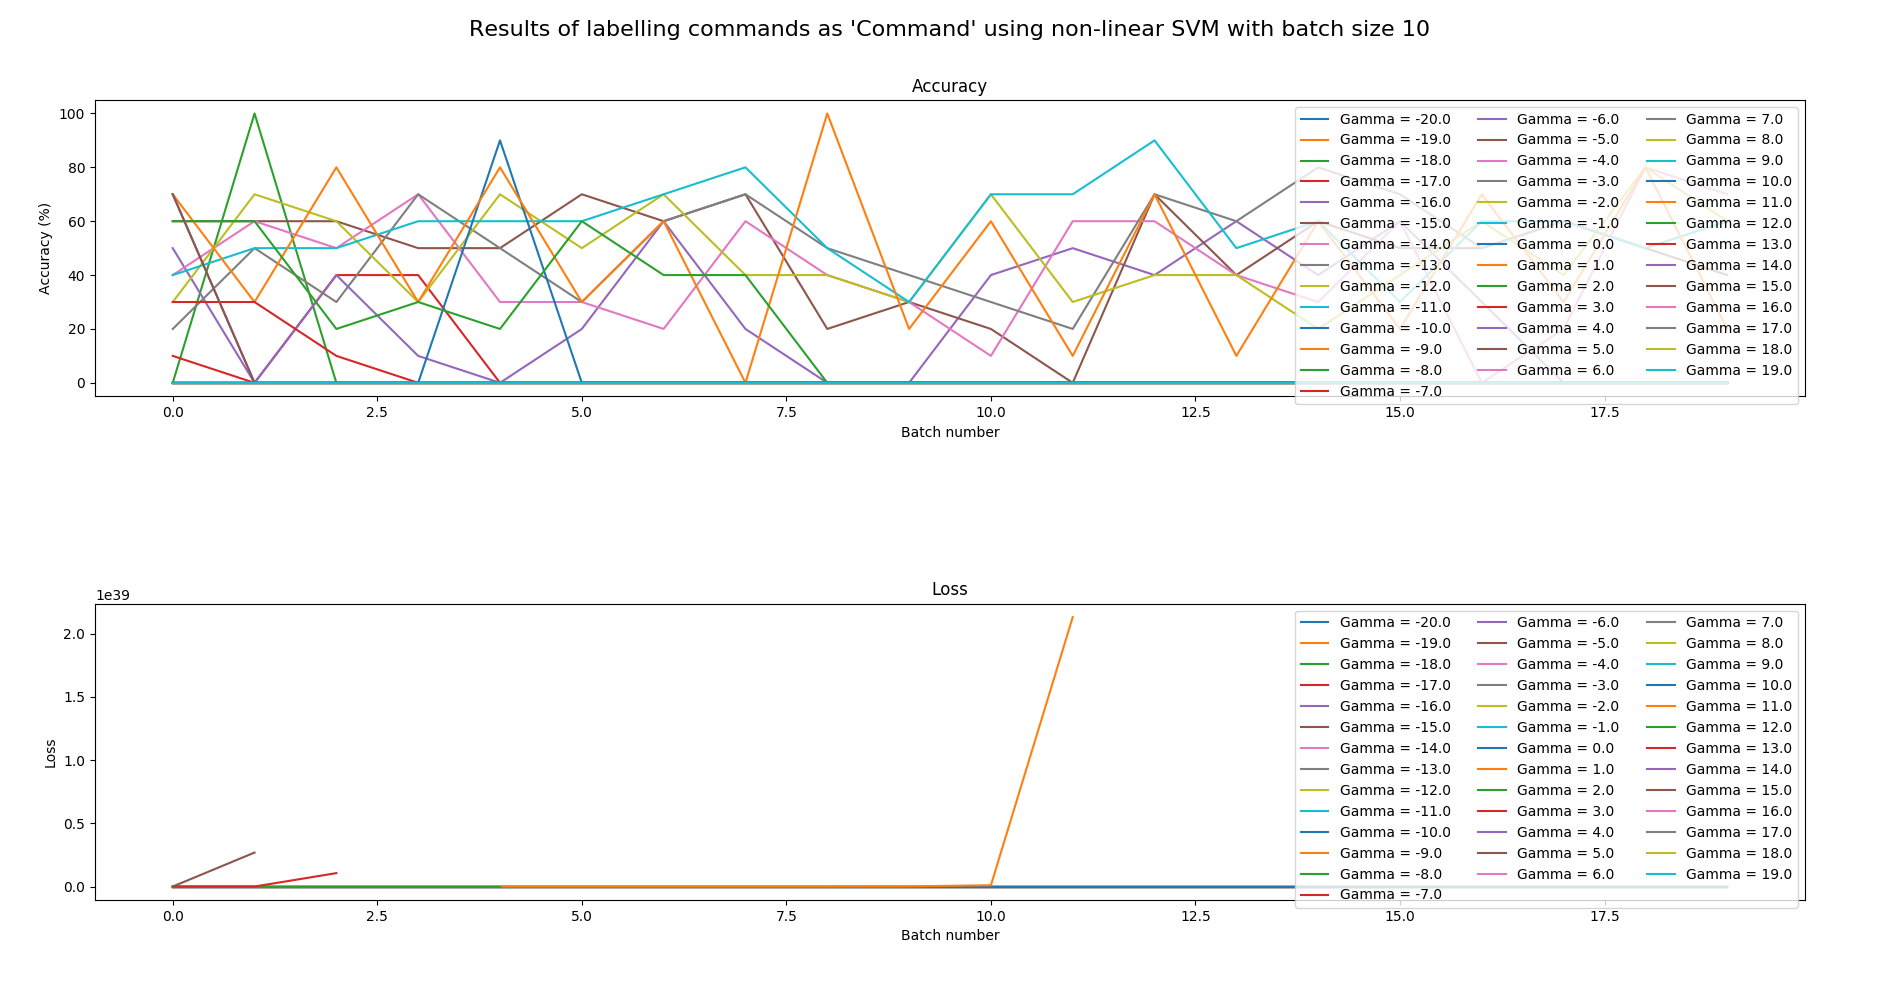 Results of labelling commands as 'Command' using non-linear SVM with batch size 10
Accuracy
Accuracy (%)
100
80
60
40
20
0
0.0 2.5 5.0 7.5 10.0 12.5 15.0 17.5
Batch number
Gamma = -20.0 Gamma = -6.0 Gamma = 7.0
Gamma = -19.0 Gamma = -5.0 Gamma = 8.0
Gamma = -18.0 Gamma = -4.0 Gamma = 9.0
Gamma = -17.0 Gamma = -3.0 Gamma = 10.0
Gamma = -16.0 Gamma = -2.0 Gamma = 11.0
Gamma = -15.0 Gamma = -1.0 Gamma = 12.0
Gamma = -14.0 Gamma = 0.0 Gamma = 13.0
Gamma = -13.0 Gamma = 1.0 Gamma = 14.0
Gamma = -12.0 Gamma = 2.0 Gamma = 15.0
Gamma = -11.0 Gamma = 3.0 Gamma = 16.0
Gamma = -10.0 Gamma = 4.0 Gamma = 17.0
Gamma = -9.0 Gamma = 5.0 Gamma = 18.0
Gamma = -8.0 Gamma = 6.0 Gamma = 19.0
Gamma = -7.0
Loss
1e39
Loss
2.0
1.5
1.0
0.5
0.0
0.0 2.5 5.0 7.5 10.0 12.5 15.0 17.5
Batch number
Gamma = -20.0 Gamma = -6.0 Gamma = 7.0
Gamma = -19.0 Gamma = -5.0 Gamma = 8.0
Gamma = -18.0 Gamma = -4.0 Gamma = 9.0
Gamma = -17.0 Gamma = -3.0 Gamma = 10.0
Gamma = -16.0 Gamma = -2.0 Gamma = 11.0
Gamma = -15.0 Gamma = -1.0 Gamma = 12.0
Gamma = -14.0 Gamma = 0.0 Gamma = 13.0
Gamma = -13.0 Gamma = 1.0 Gamma = 14.0
Gamma = -12.0 Gamma = 2.0 Gamma = 15.0
Gamma = -11.0 Gamma = 3.0 Gamma = 16.0
Gamma = -10.0 Gamma = 4.0 Gamma = 17.0
Gamma = -9.0 Gamma = 5.0 Gamma = 18.0
Gamma = -8.0 Gamma = 6.0 Gamma = 19.0
Gamma = -7.0